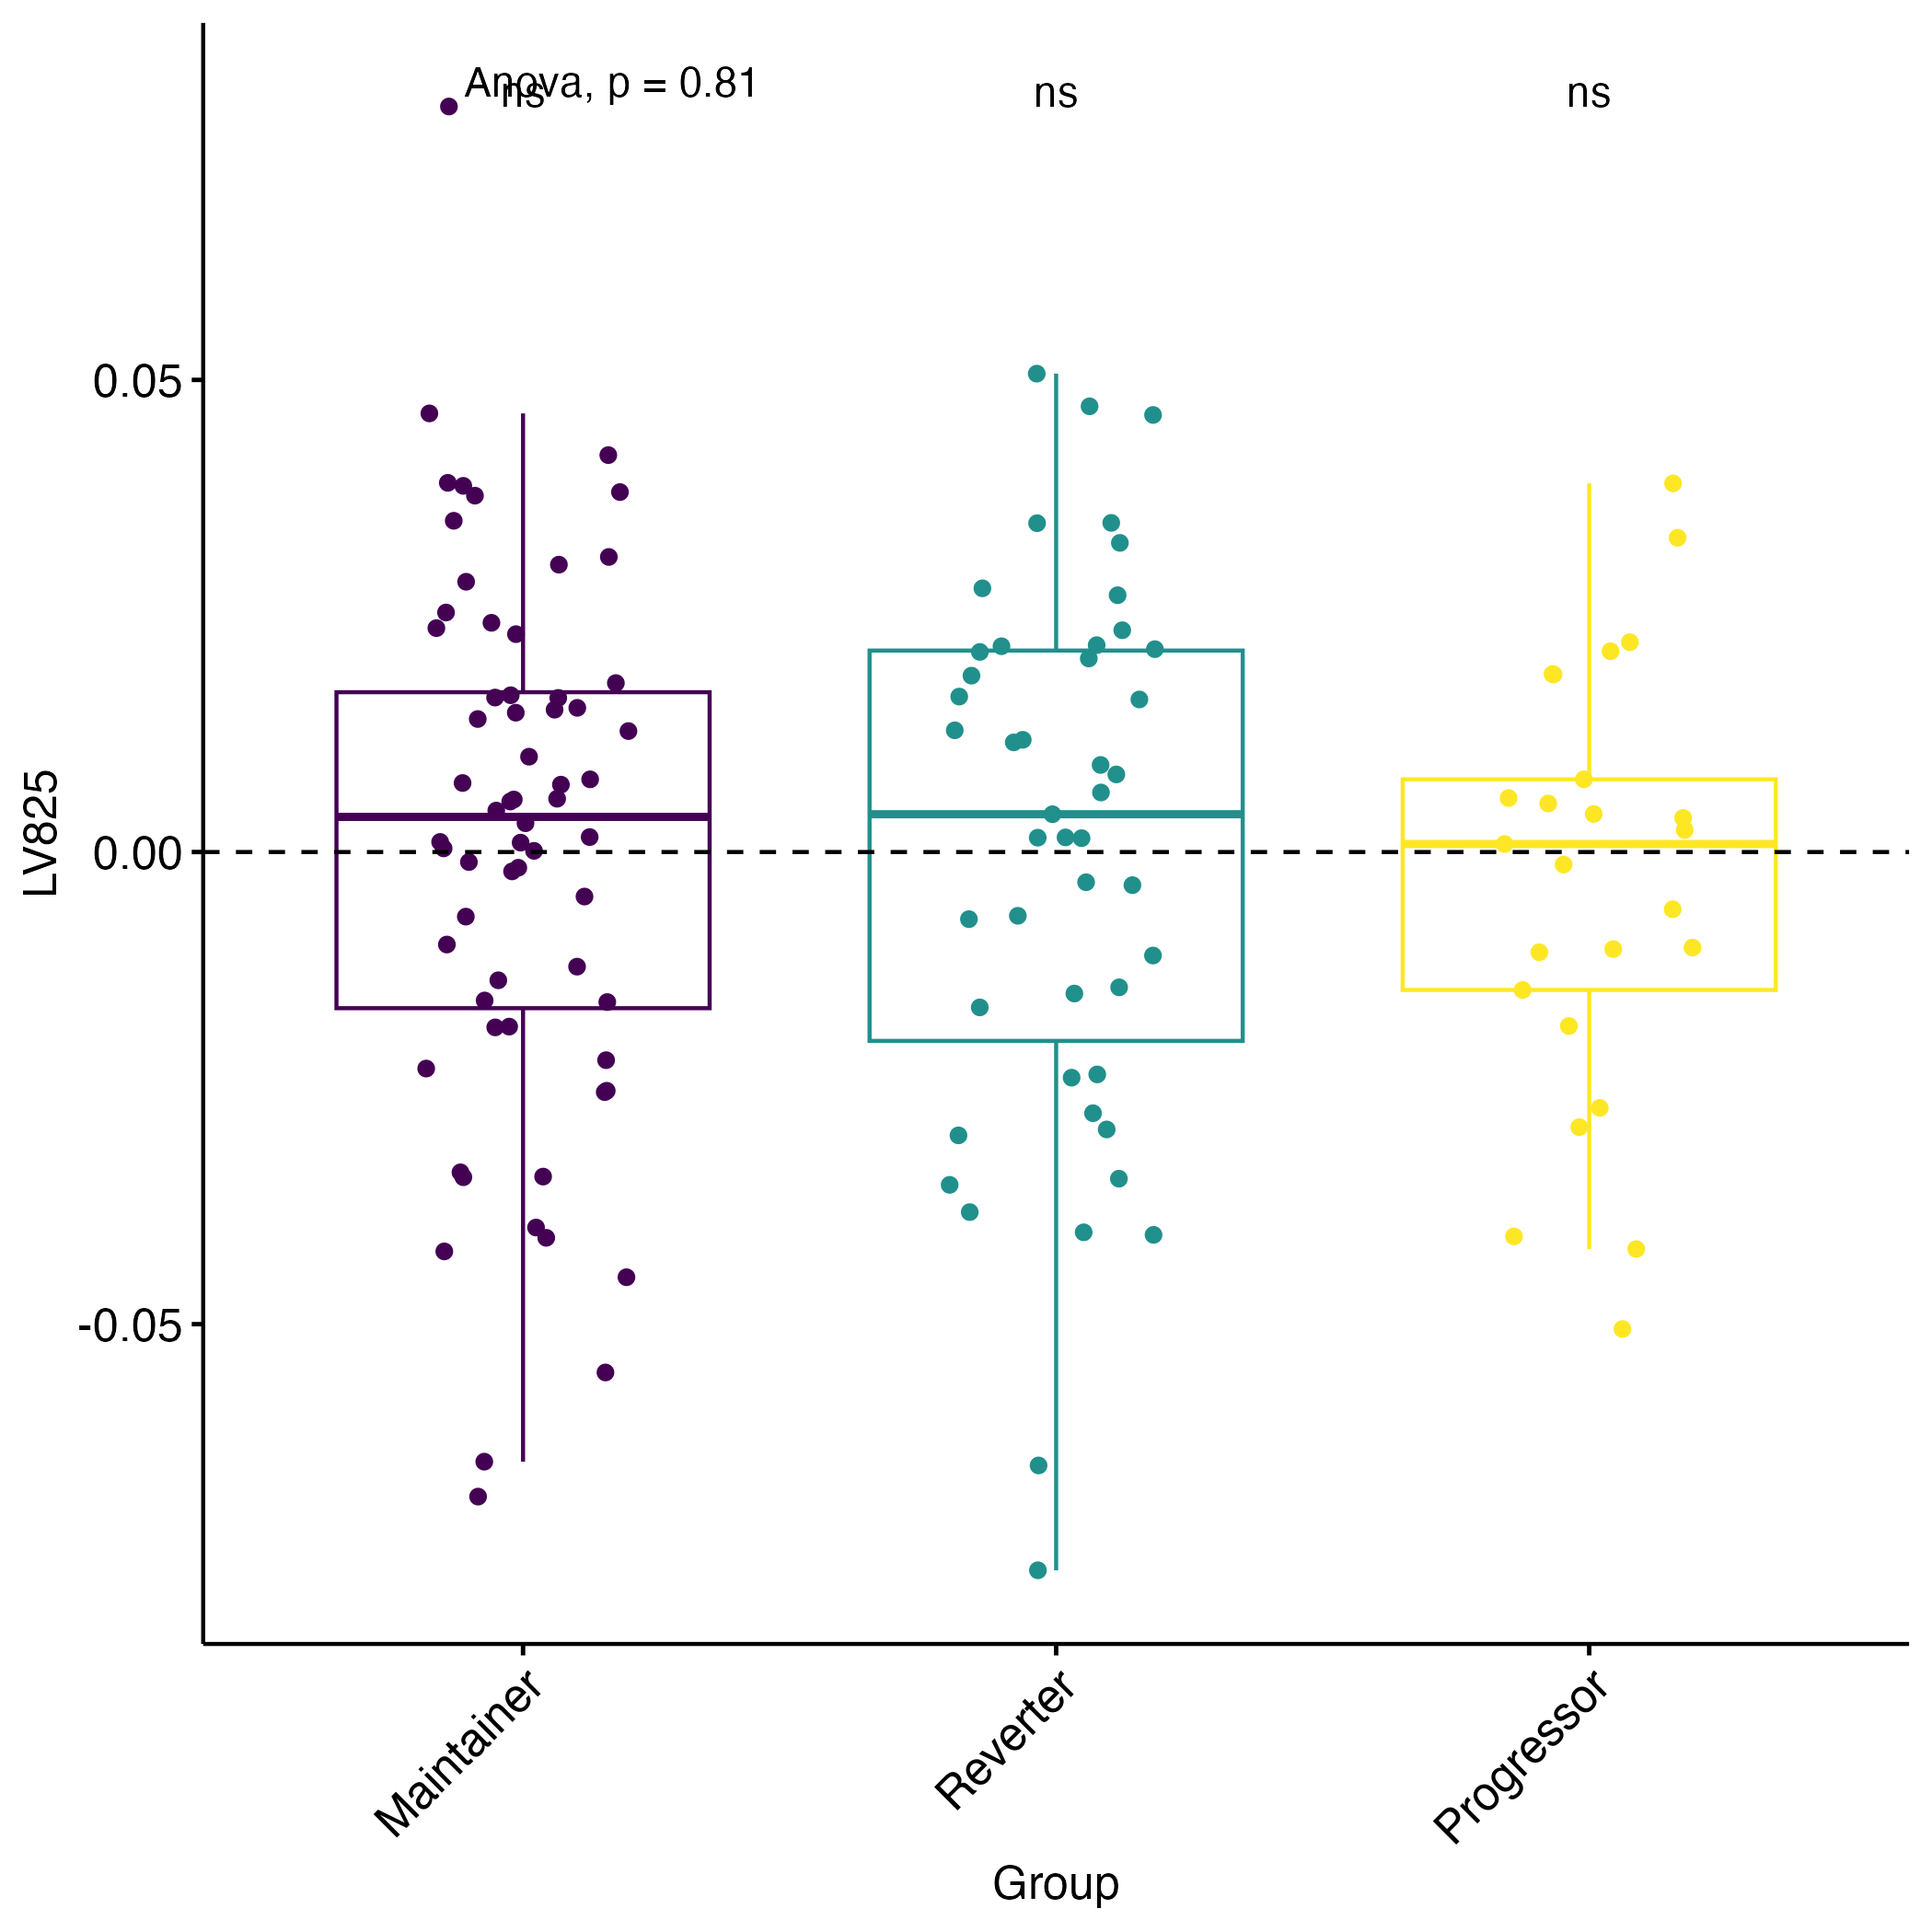 Anova, p = 0.81
ns
ns
ns
0.05
0.00
-0.05
LV825
Maintainer
Reverter
Progressor
Group